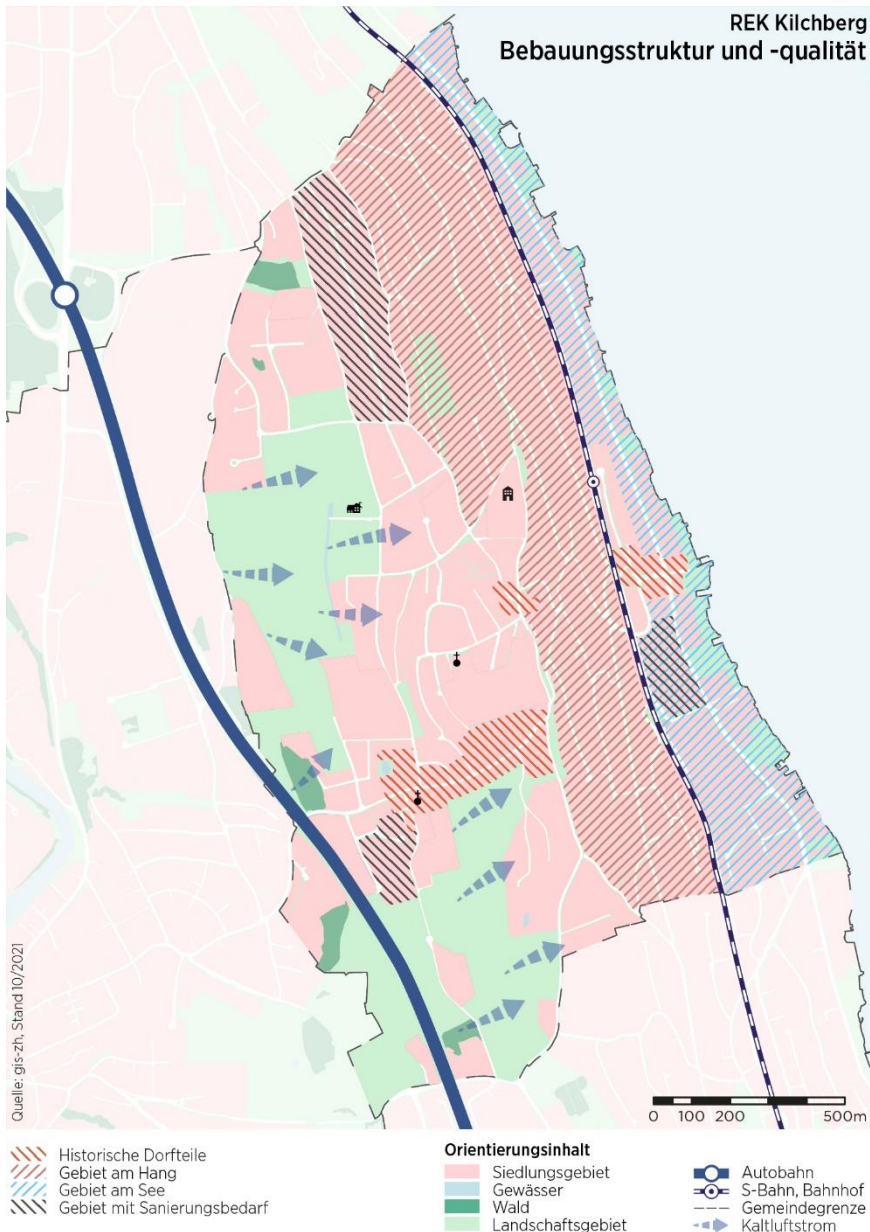 REK Kilchberg
Bebauungsstruktur und -qualität
Quelle: gis-zh, Stand 10/2021
0 100 200 500m
Historische Dorfteile
Gebiet am Hang
Gebiet am See
Gebiet mit Sanierungsbedarf
Orientierungsinhalt
Siedlungsgebiet
Gewässer
Wald
Landschaftsgebiet
Autobahn
S-Bahn, Bahnhof
Gemeindegrenze
Kaltluftstrom